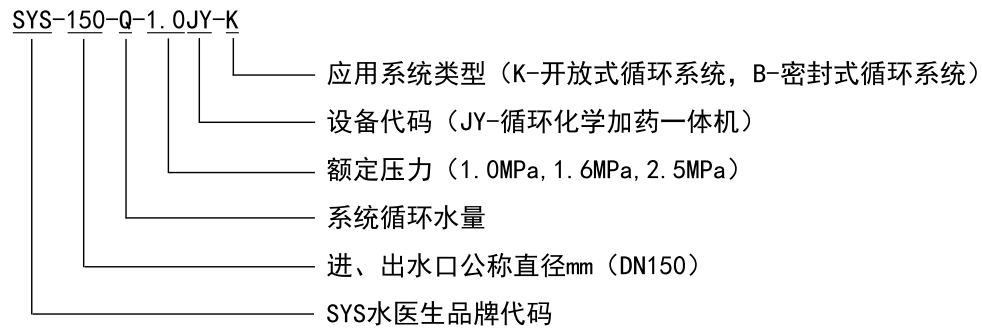 SYS-150-Q-1.0JY-K
应用系统类型（K-开放式循环系统，B-密封式循环系统）
设备代码（JY-循环化学加药一体机）
额定压力（1.0MPa,1.6MPa,2.5MPa）
系统循环水量
进、出水口公称直径mm（DN150）
SYS水医生品牌代码